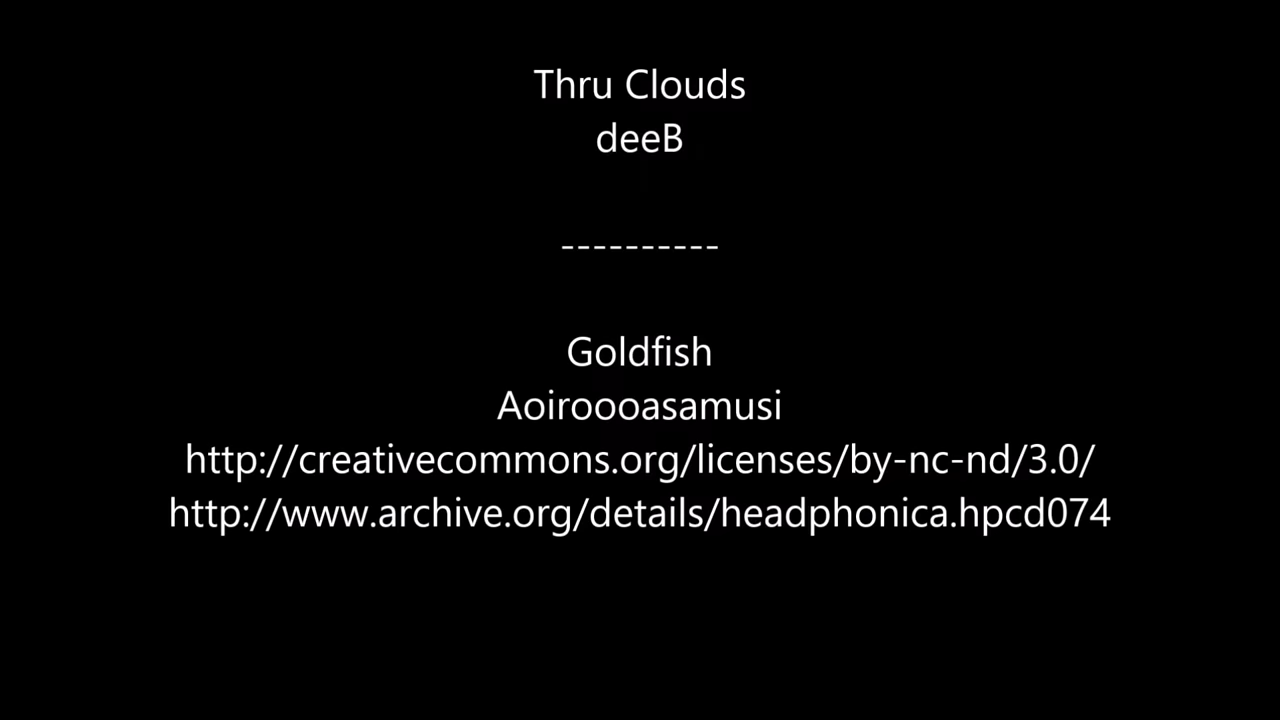 Thru Clouds
deeB
----------
Goldfish
Aoiroooasamusi
http://creativecommons.org/licenses/by-nc-nd/3.0/
http://www.archive.org/details/headphonica.hpcd074